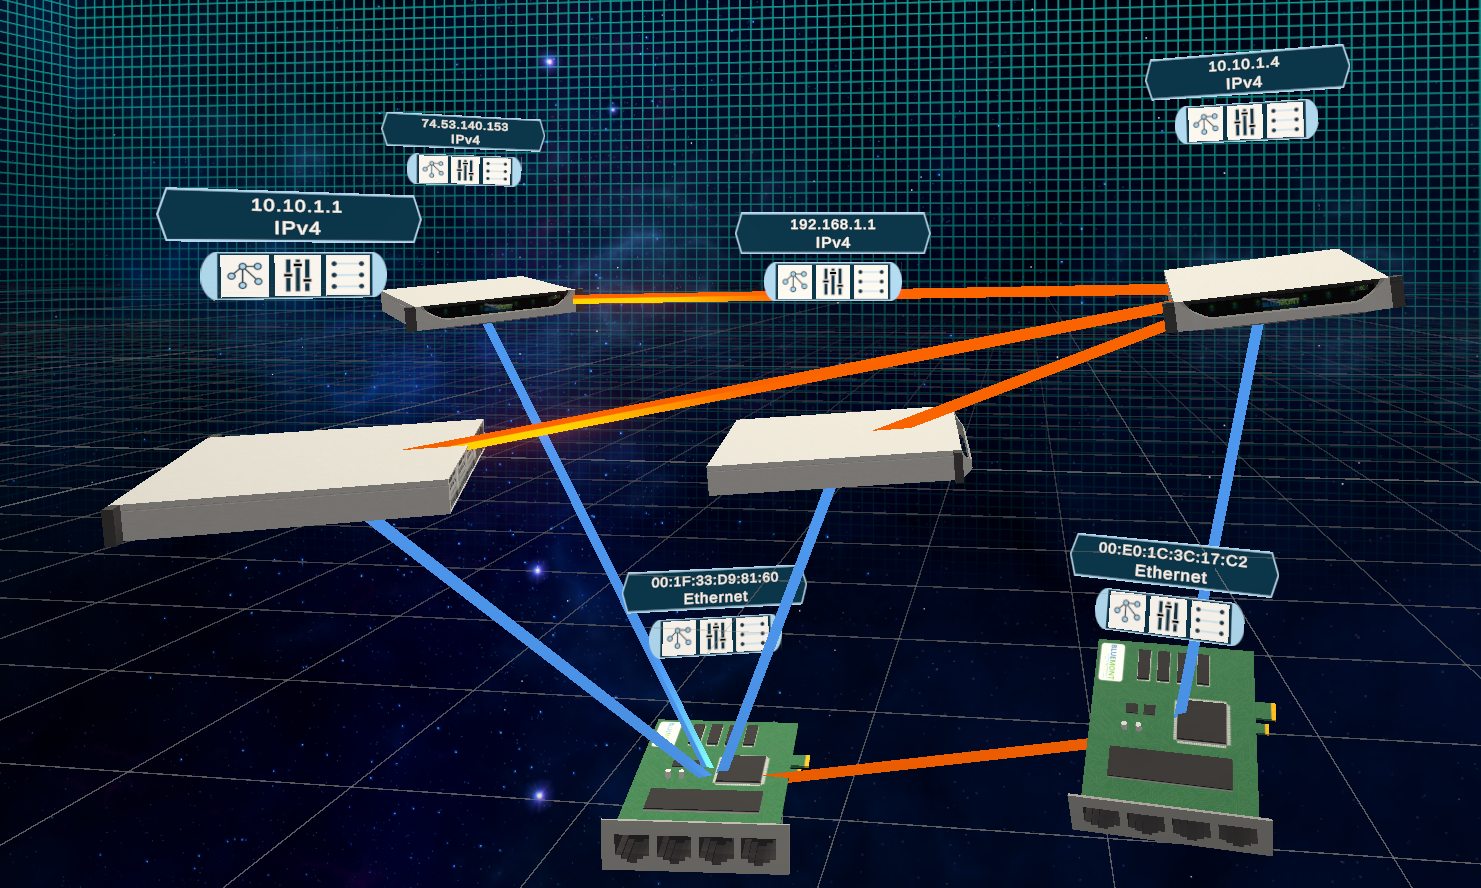 10.10.1.4
IPv4
74.53.140.153
IPv4
10.10.1.1
IPv4
192.168.1.1
IPv4
00:1F:33:D9:81:60
Ethernet
00:E0:1C:3C:17:C2
Ethernet
BLUEMONT